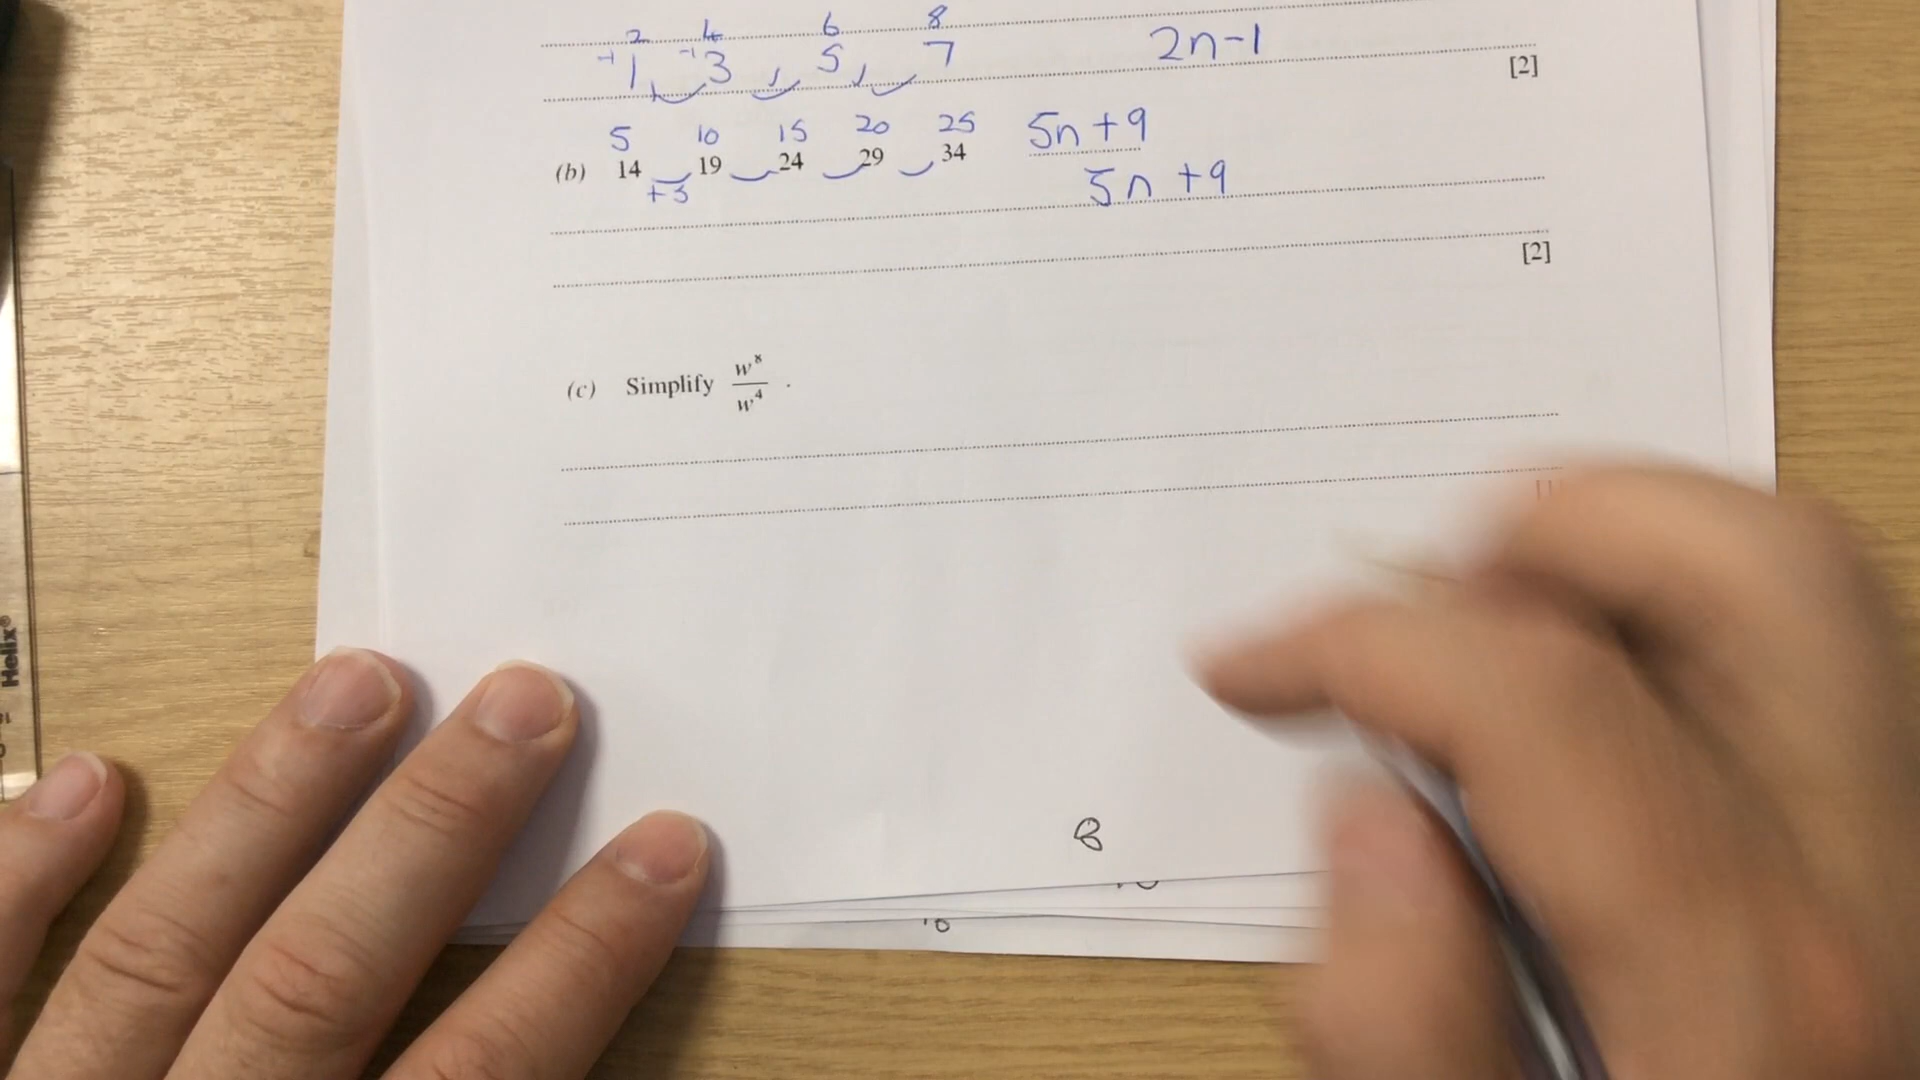 2 4 6 8
-1 -1
1 3 5 7 2n-1
[2]
5 10 15 20 25 5n+9
(b) 14 19 24 29 34
+5 5n +9
[2]
(c) Simplify w⁸/w⁴ .
Helix®
8